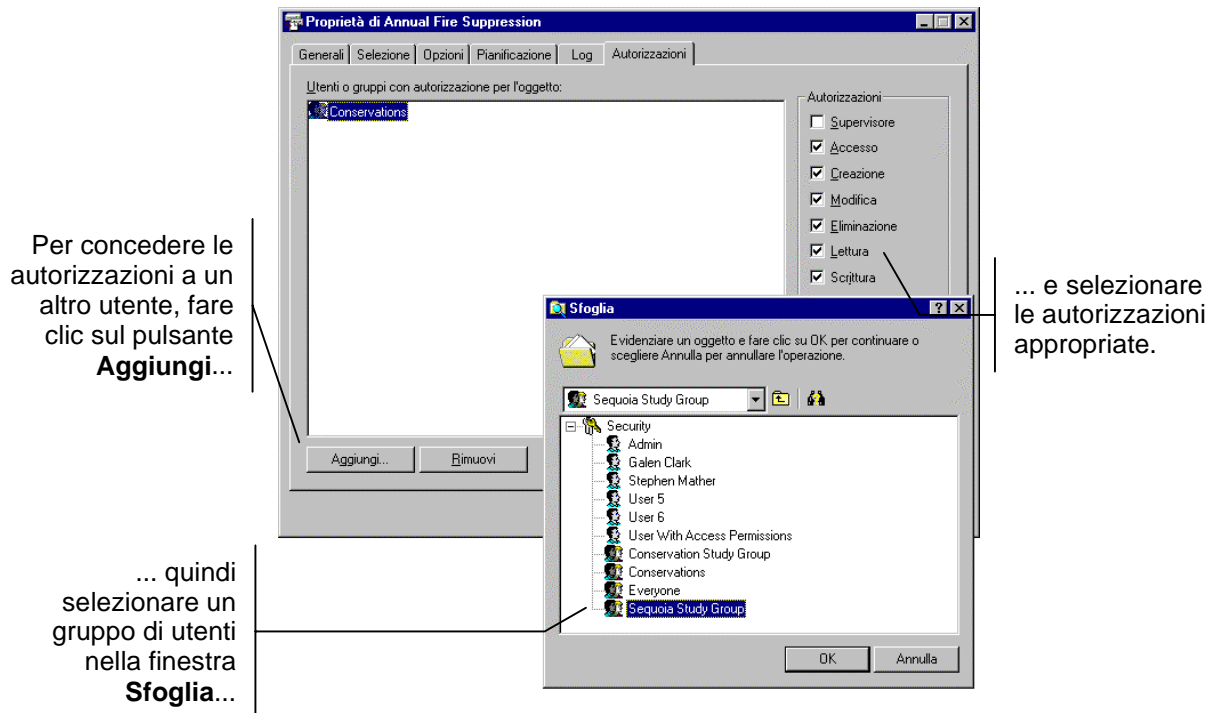 Proprietà di Annual Fire Suppression
Generali Selezione Opzioni Pianificazione Log Autorizzazioni
Utenti o gruppi con autorizzazione per l'oggetto:
Conservations
Autorizzazioni
Supervisore
Accesso
Creazione
Modifica
Eliminazione
Lettura
Scrittura
Aggiungi... Rimuovi
Per concedere le
autorizzazioni a un
altro utente, fare
clic sul pulsante
Aggiungi...
... e selezionare
le autorizzazioni
appropriate.
Sfoglia
Evidenziare un oggetto e fare clic su OK per continuare o
scegliere Annulla per annullare l'operazione.
Sequoia Study Group
Security
Admin
Galen Clark
Stephen Mather
User 5
User 6
User With Access Permissions
Conservation Study Group
Conservations
Everyone
Sequoia Study Group
OK Annulla
... quindi
selezionare un
gruppo di utenti
nella finestra
Sfoglia...